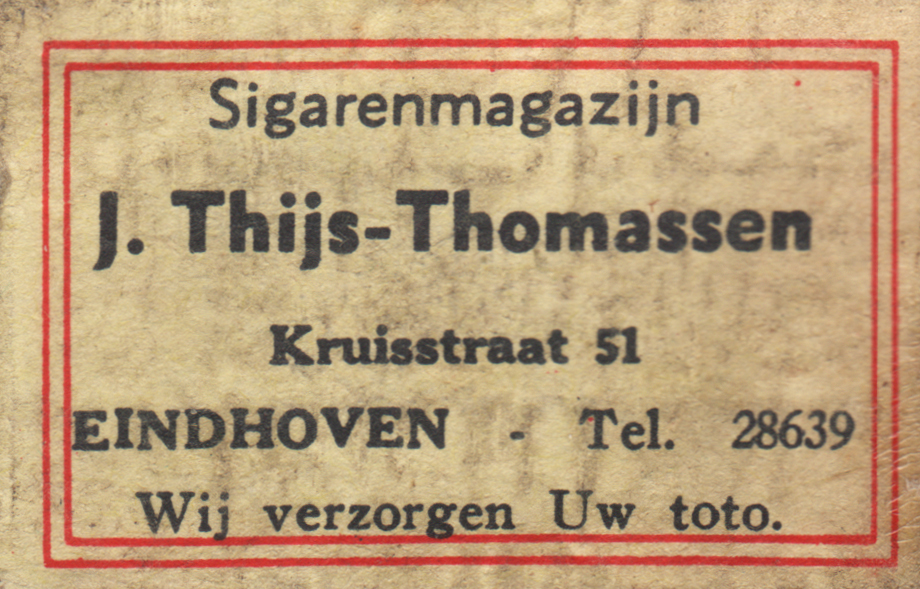 Sigarenmagazijn
J. Thijs-Thomassen
Kruisstraat 51
EINDHOVEN - Tel. 28639
Wij verzorgen Uw toto.